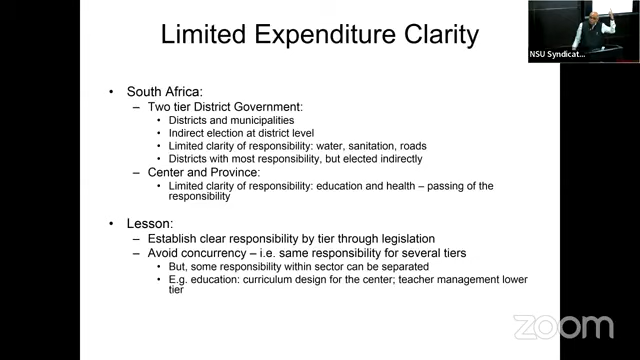 Limited Expenditure Clarity
NSU Syndicat...
• South Africa:
– Two tier District Government:
• Districts and municipalities
• Indirect election at district level
• Limited clarity of responsibility: water, sanitation, roads
• Districts with most responsibility, but elected indirectly
– Center and Province:
• Limited clarity of responsibility: education and health – passing of the
responsibility
• Lesson:
– Establish clear responsibility by tier through legislation
– Avoid concurrency – i.e. same responsibility for several tiers
• But, some responsibility within sector can be separated
• E.g. education: curriculum design for the center; teacher management lower
tier
zoom